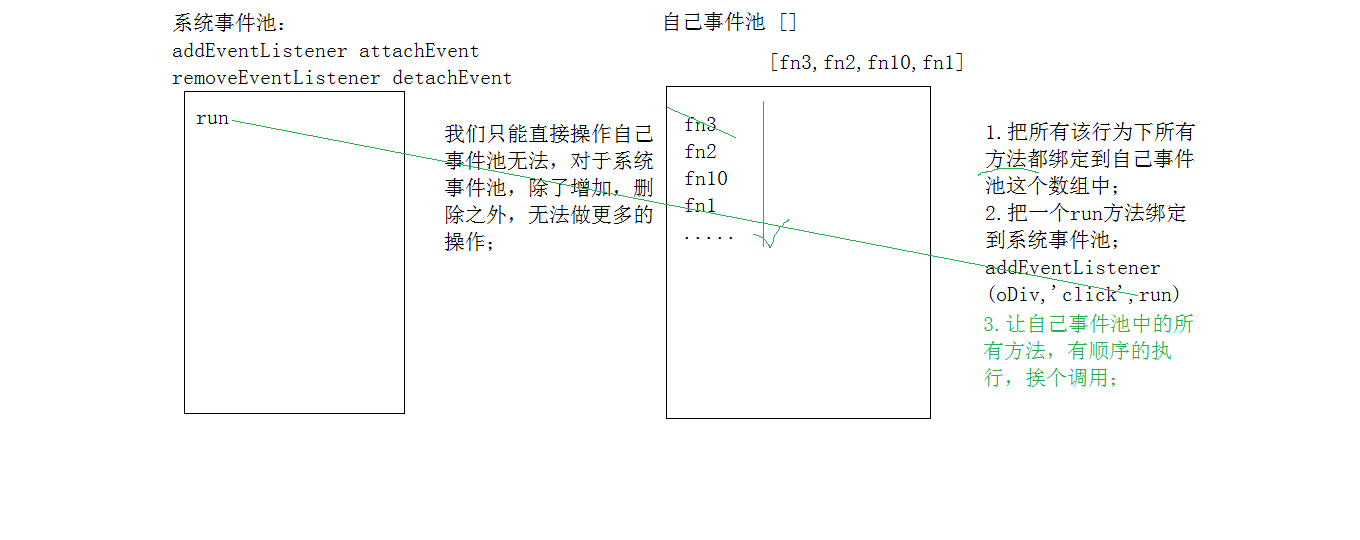 系统事件池：
addEventListener attachEvent
removeEventListener detachEvent
run
我们只能直接操作自己
事件池无法，对于系统
事件池，除了增加，删
除之外，无法做更多的
操作；
自己事件池 []
[fn3,fn2,fn10,fn1]
fn3
fn2
fn10
fn1
.....
1.把所有该行为下所有
方法都绑定到自己事件
池这个数组中；
2.把一个run方法绑定
到系统事件池；
addEventListener
(oDiv,'click',run)
3.让自己事件池中的所
有方法，有顺序的执
行，挨个调用；